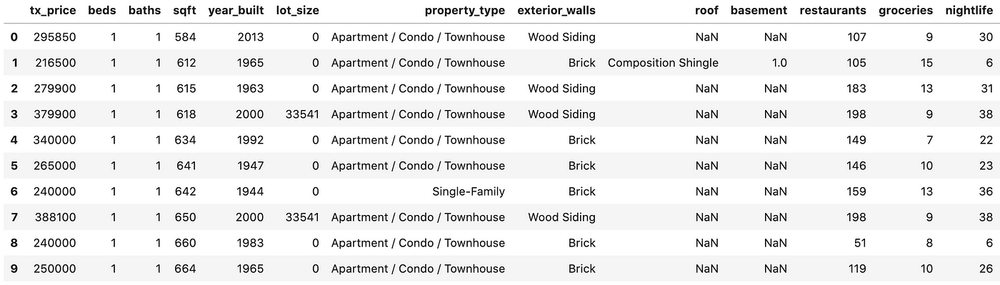 tx_price beds baths sqft year_built lot_size property_type exterior_walls roof basement restaurants groceries nightlife
0 295850 1 1 584 2013 0 Apartment / Condo / Townhouse Wood Siding NaN NaN 107 9 30
1 216500 1 1 612 1965 0 Apartment / Condo / Townhouse Brick Composition Shingle 1.0 105 15 6
2 279900 1 1 615 1963 0 Apartment / Condo / Townhouse Wood Siding NaN NaN 183 13 31
3 379900 1 1 618 2000 33541 Apartment / Condo / Townhouse Wood Siding NaN NaN 198 9 38
4 340000 1 1 634 1992 0 Apartment / Condo / Townhouse Brick NaN NaN 149 7 22
5 265000 1 1 641 1947 0 Apartment / Condo / Townhouse Brick NaN NaN 146 10 23
6 240000 1 1 642 1944 0 Single-Family Brick NaN NaN 159 13 36
7 388100 1 1 650 2000 33541 Apartment / Condo / Townhouse Wood Siding NaN NaN 198 9 38
8 240000 1 1 660 1983 0 Apartment / Condo / Townhouse Brick NaN NaN 51 8 6
9 250000 1 1 664 1965 0 Apartment / Condo / Townhouse Brick NaN NaN 119 10 26